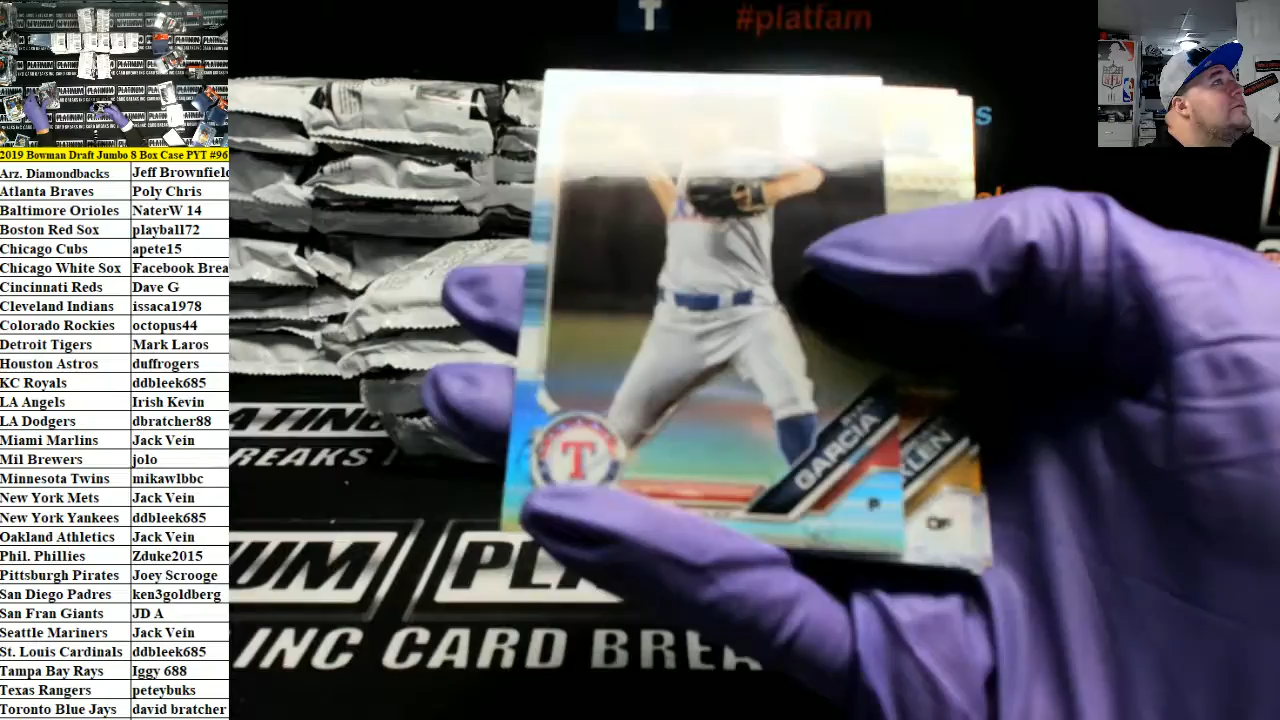 #platfam
2019 Bowman Draft Jumbo 8 Box Case PYT #96
Arz. Diamondbacks Jeff Brownfield
Atlanta Braves Poly Chris
Baltimore Orioles NaterW 14
Boston Red Sox playball72
Chicago Cubs apete15
Chicago White Sox Facebook Brea
Cincinnati Reds Dave G
Cleveland Indians issaca1978
Colorado Rockies octopus44
Detroit Tigers Mark Laros
Houston Astros duffrogers
KC Royals ddbleek685
LA Angels Irish Kevin
LA Dodgers dbratcher88
Miami Marlins Jack Vein
Mil Brewers jolo
Minnesota Twins mikawlbbc
New York Mets Jack Vein
New York Yankees ddbleek685
Oakland Athletics Jack Vein
Phil. Phillies Zduke2015
Pittsburgh Pirates Joey Scrooge
San Diego Padres ken3goldberg
San Fran Giants JD A
Seattle Mariners Jack Vein
St. Louis Cardinals ddbleek685
Tampa Bay Rays Iggy 688
Texas Rangers peteybuks
Toronto Blue Jays david bratcher
T
GARCIA
P
OF
BREAKS
INC CARD BREA